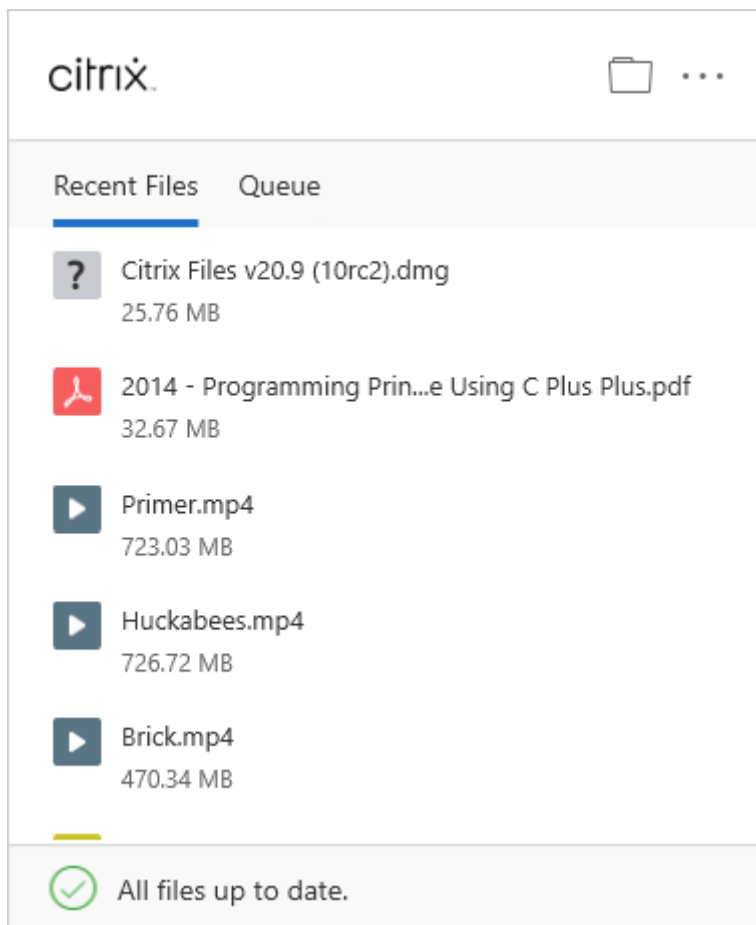 citrix™
Recent Files Queue
? Citrix Files v20.9 (10rc2).dmg
25.76 MB
2014 - Programming Prin...e Using C Plus Plus.pdf
32.67 MB
Primer.mp4
723.03 MB
Huckabees.mp4
726.72 MB
Brick.mp4
470.34 MB
All files up to date.